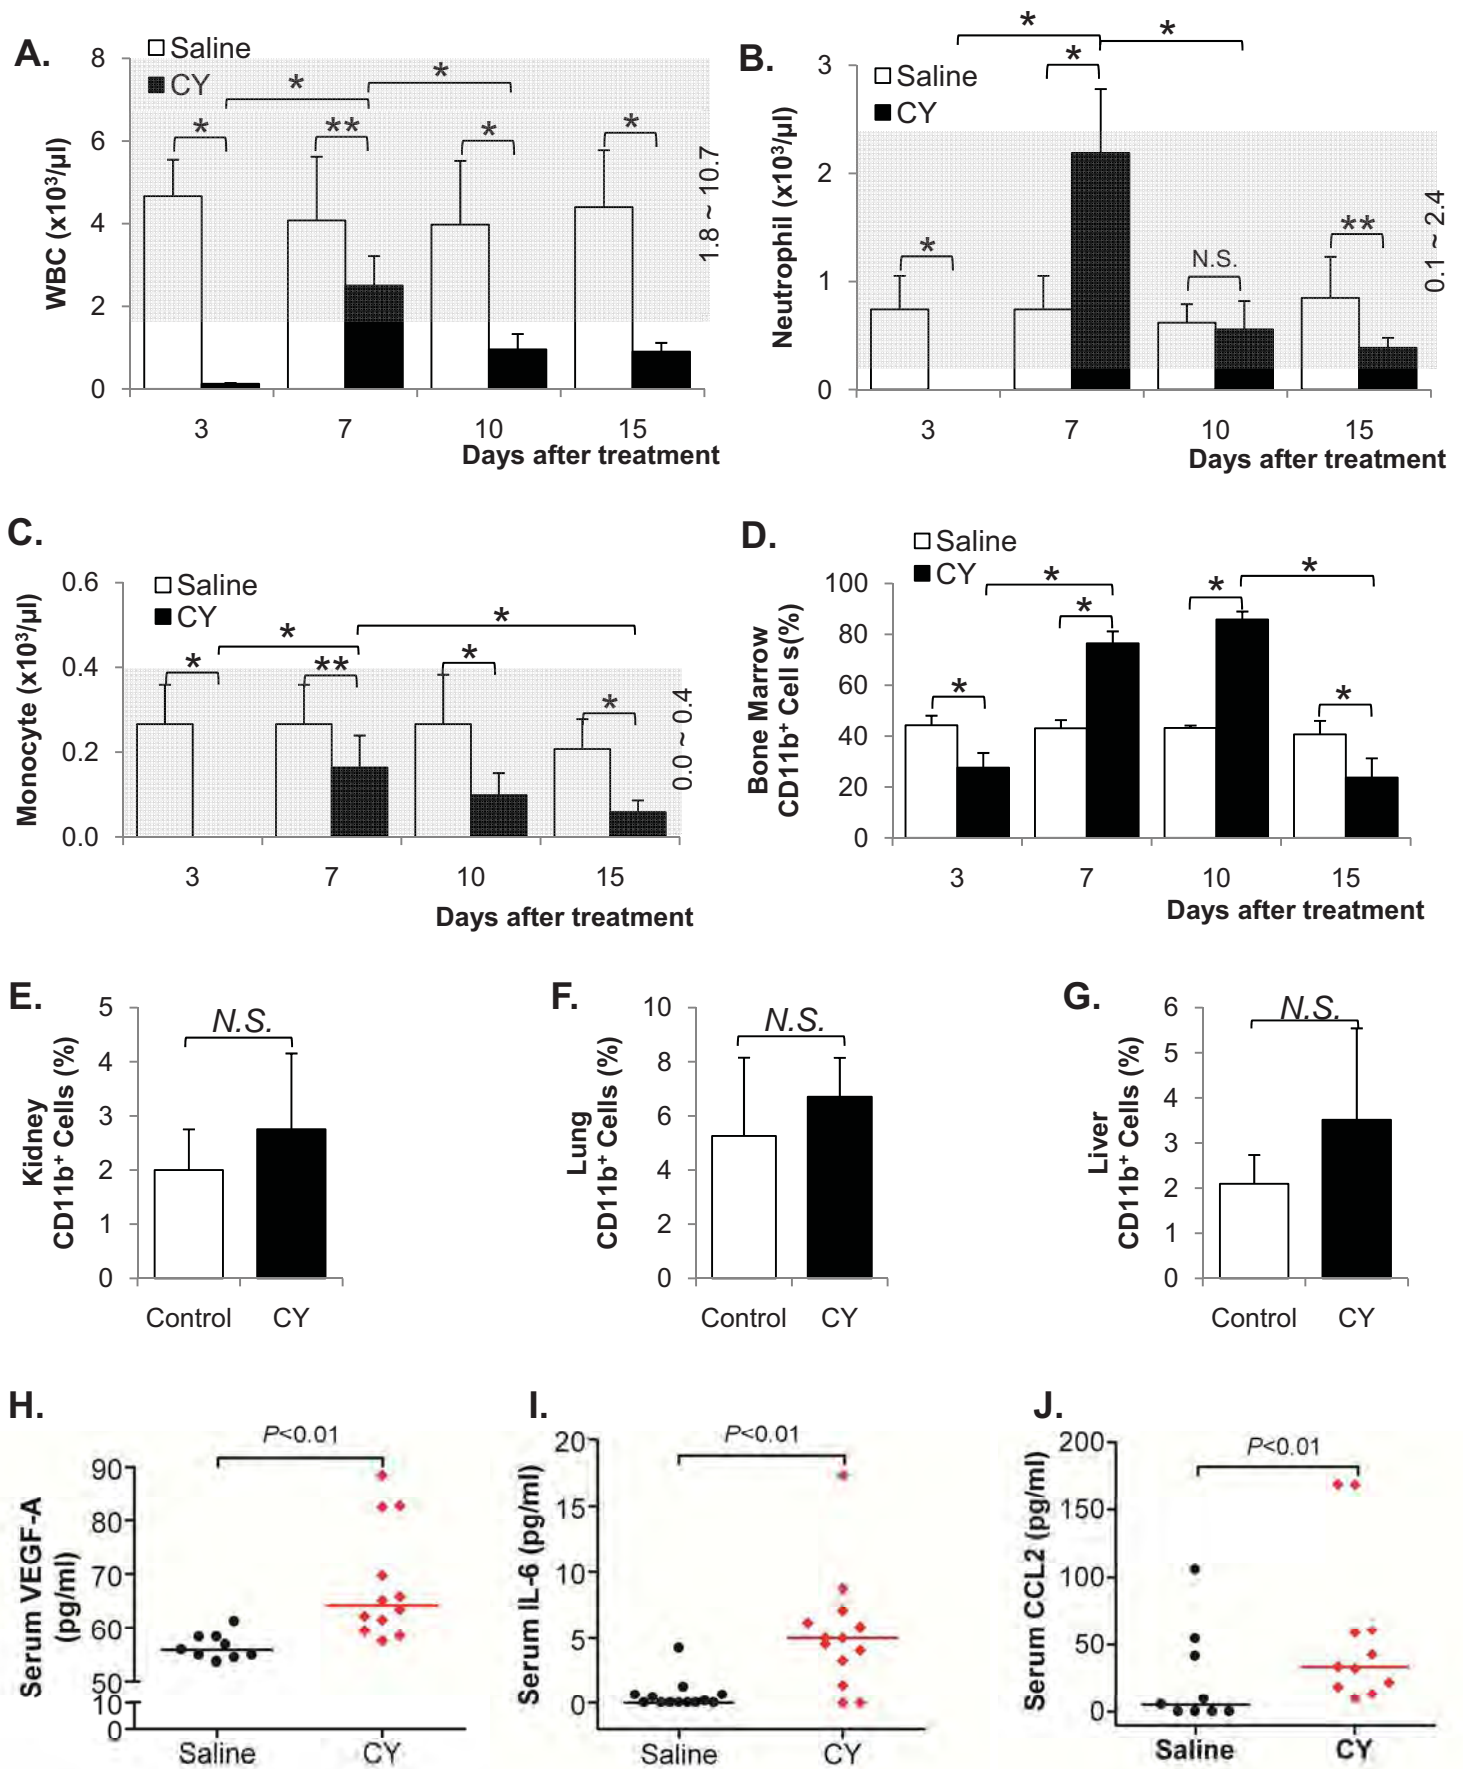 A.
Saline
CY
WBC (x10³/µl)
8
6
4
2
0
*
**
*
*
*
*
1.8 ~ 10.7
3
7
10
15
Days after treatment
B.
Saline
CY
Neutrophil (x10³/µl)
3
2
1
0
*
*
*
*
N.S.
**
0.1 ~ 2.4
3
7
10
15
Days after treatment
C.
Saline
CY
Monocyte (x10³/µl)
0.6
0.4
0.2
0.0
*
*
**
*
*
*
0.0 ~ 0.4
3
7
10
15
Days after treatment
D.
Saline
CY
Bone Marrow
CD11b⁺ Cell s(%)
100
80
60
40
20
0
*
*
*
*
*
*
3
7
10
15
Days after treatment
E.
Kidney
CD11b⁺ Cells (%)
5
4
3
2
1
0
N.S.
Control
CY
F.
Lung
CD11b⁺ Cells (%)
10
8
6
4
2
0
N.S.
Control
CY
G.
Liver
CD11b⁺ Cells (%)
6
5
4
3
2
1
0
N.S.
Control
CY
H.
Serum VEGF-A
(pg/ml)
90
80
70
60
50
10
0
P<0.01
Saline
CY
I.
Serum IL-6 (pg/ml)
20
15
10
5
0
P<0.01
Saline
CY
J.
Serum CCL2 (pg/ml)
200
150
100
50
0
P<0.01
Saline
CY